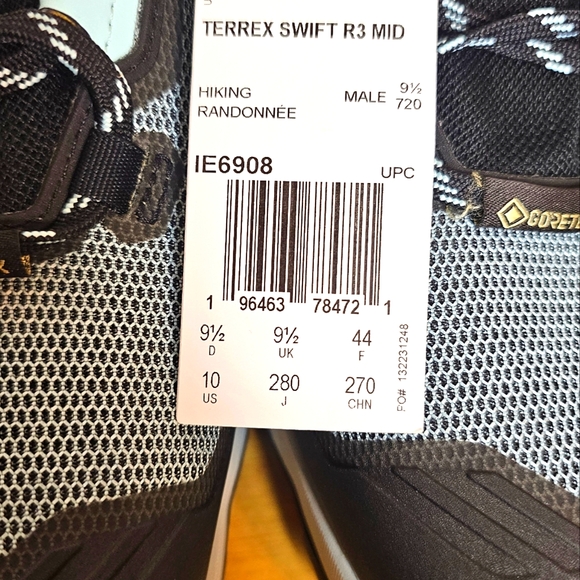 TERREX SWIFT R3 MID
HIKING
RANDONNÉE
MALE 9½
720
IE6908
UPC
1 96463 78472 1
9½ 9½ 44
D UK F
10 280 270
US J CHN
PO# 132231248
GORE-TEX